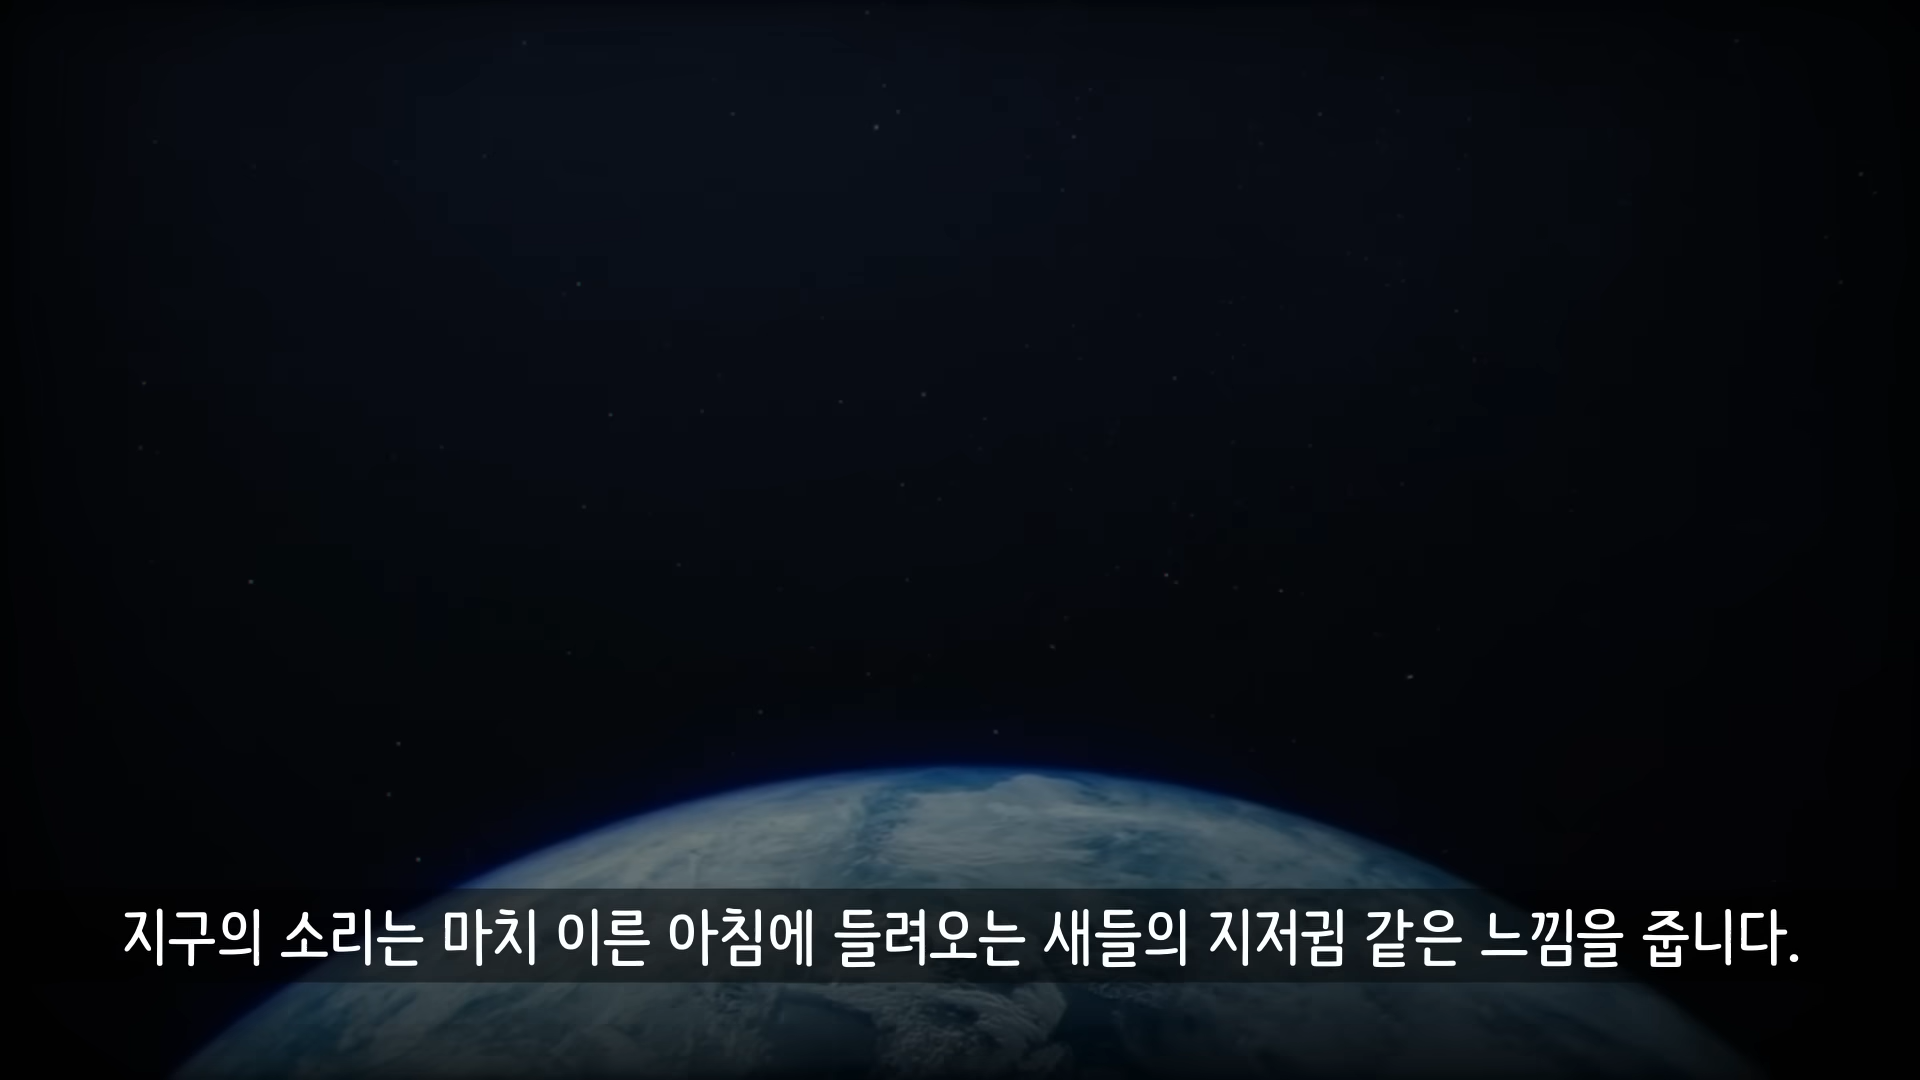 지구의 소리는 마치 이른 아침에 들려오는 새들의 지저귐 같은 느낌을 줍니다.